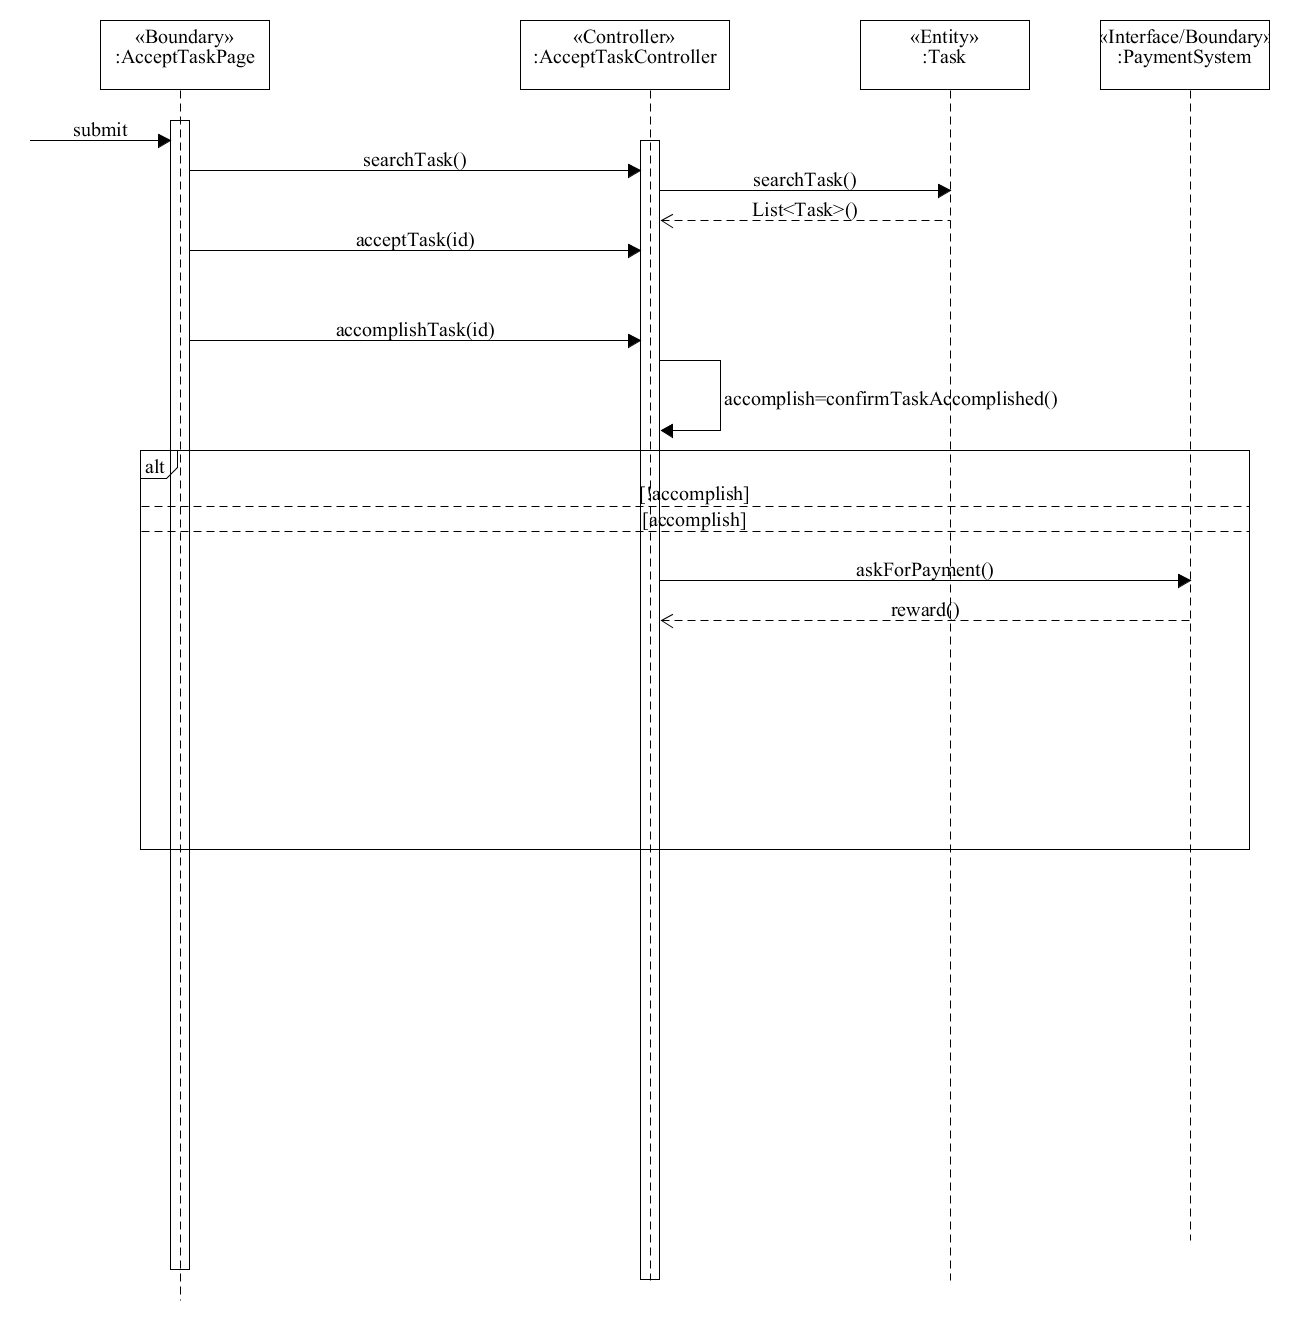 «Boundary»
:AcceptTaskPage
«Controller»
:AcceptTaskController
«Entity»
:Task
«Interface/Boundary»
:PaymentSystem
submit
searchTask()
searchTask()
List<Task>()
acceptTask(id)
accomplishTask(id)
accomplish=confirmTaskAccomplished()
alt
[!accomplish]
[accomplish]
askForPayment()
reward()